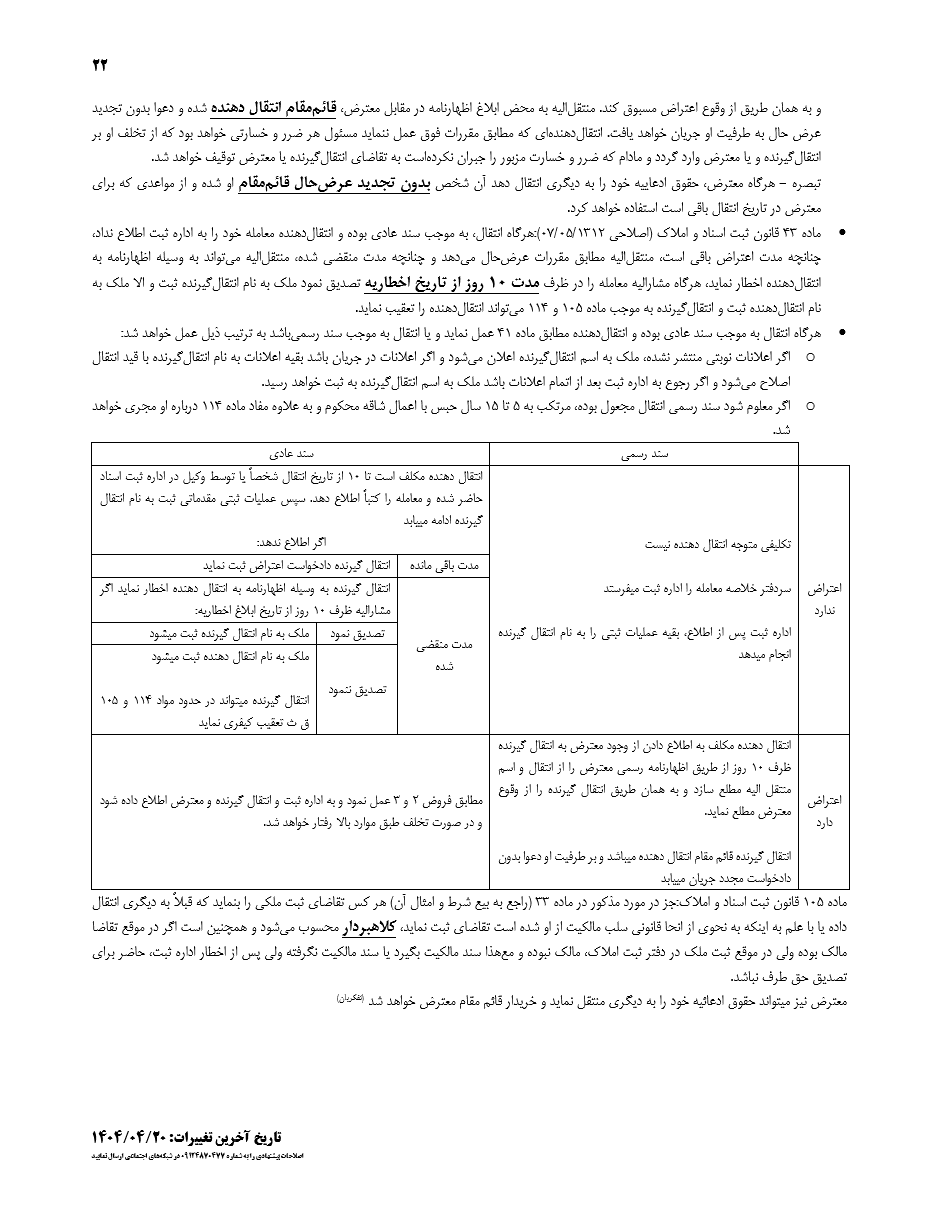 ۲۲
و به همان طریق از وقوع اعتراض مسبوق کند. منتقل‌الیه به محض ابلاغ اظهارنامه در مقابل معترض، قائم‌مقام انتقال دهنده شده و دعوا بدون تجدید
عرض حال به طرفیت او جریان خواهد یافت. انتقال‌دهنده‌ای که مطابق مقررات فوق عمل ننماید مسئول هر ضرر و خسارتی خواهد بود که از تخلف او بر
انتقال‌گیرنده و یا معترض وارد گردد و مادام که ضرر و خسارت مزبور را جبران نکرده‌است به تقاضای انتقال‌گیرنده یا معترض توقیف خواهد شد.
تبصره – هرگاه معترض، حقوق ادعاییه خود را به دیگری انتقال دهد آن شخص بدون تجدید عرض‌حال قائم‌مقام او شده و از مواعدی که برای
معترض در تاریخ انتقال باقی است استفاده خواهد کرد.
• ماده ۴۳ قانون ثبت اسناد و املاک (اصلاحی ۰۷/۰۵/۱۳۱۲):هرگاه انتقال، به موجب سند عادی بوده و انتقال‌دهنده معامله خود را به اداره ثبت اطلاع نداد،
چنانچه مدت اعتراض باقی است، منتقل‌الیه مطابق مقررات عرض‌حال می‌دهد و چنانچه مدت منقضی شده، منتقل‌الیه می‌تواند به وسیله اظهارنامه به
انتقال‌دهنده اخطار نماید، هرگاه مشارالیه معامله را در ظرف مدت ۱۰ روز از تاریخ اخطاریه تصدیق نمود ملک به نام انتقال‌گیرنده ثبت و الا ملک به
نام انتقال‌دهنده ثبت و انتقال‌گیرنده به موجب ماده ۱۰۵ و ۱۱۴ می‌تواند انتقال‌دهنده را تعقیب نماید.
• هرگاه انتقال به موجب سند عادی بوده و انتقال‌دهنده مطابق ماده ۴۱ عمل نماید و یا انتقال به موجب سند رسمی‌باشد به ترتیب ذیل عمل خواهد شد:
○ اگر اعلانات نوبتی منتشر نشده، ملک به اسم انتقال‌گیرنده اعلان می‌شود و اگر اعلانات در جریان باشد بقیه اعلانات به نام انتقال‌گیرنده با قید انتقال
اصلاح می‌شود و اگر رجوع به اداره ثبت بعد از اتمام اعلانات باشد ملک به اسم انتقال‌گیرنده به ثبت خواهد رسید.
○ اگر معلوم شود سند رسمی انتقال مجعول بوده، مرتکب به ۵ تا ۱۵ سال حبس با اعمال شاقه محکوم و به علاوه مفاد ماده ۱۱۴ درباره او مجری خواهد
شد.
سند رسمی
سند عادی
اعتراض
ندارد
تکلیفی متوجه انتقال دهنده نیست
سردفتر خلاصه معامله را اداره ثبت میفرستد
اداره ثبت پس از اطلاع، بقیه عملیات ثبتی را به نام انتقال گیرنده
انجام میدهد
انتقال دهنده مکلف است تا ۱۰ از تاریخ انتقال شخصاً یا توسط وکیل در اداره ثبت اسناد
حاضر شده و معامله را کتباً اطلاع دهد. سپس عملیات ثبتی مقدماتی ثبت به نام انتقال
گیرنده ادامه مییابد
اگر اطلاع ندهد:
مدت باقی مانده
انتقال گیرنده دادخواست اعتراض ثبت نماید
مدت منقضی
شده
انتقال گیرنده به وسیله اظهارنامه به انتقال دهنده اخطار نماید اگر
مشارالیه ظرف ۱۰ روز از تاریخ ابلاغ اخطاریه:
تصدیق نمود
ملک به نام انتقال گیرنده ثبت میشود
تصدیق ننمود
ملک به نام انتقال دهنده ثبت میشود
انتقال گیرنده میتواند در حدود مواد ۱۱۴ و ۱۰۵
ق ث تعقیب کیفری نماید
اعتراض
دارد
انتقال دهنده مکلف به اطلاع دادن از وجود معترض به انتقال گیرنده
ظرف ۱۰ روز از طریق اظهارنامه رسمی معترض را از انتقال و اسم
منتقل الیه مطلع سازد و به همان طریق انتقال گیرنده را از وقوع
معترض مطلع نماید.
انتقال گیرنده قائم مقام انتقال دهنده میباشد و بر طرفیت او دعوا بدون
دادخواست مجدد جریان مییابد
مطابق فروض ۲ و ۳ عمل نمود و به اداره ثبت و انتقال گیرنده و معترض اطلاع داده شود
و در صورت تخلف طبق موارد بالا رفتار خواهد شد.
ماده ۱۰۵ قانون ثبت اسناد و املاک:جز در مورد مذکور در ماده ۳۳ (راجع به بیع شرط و امثال آن) هر کس تقاضای ثبت ملکی را بنماید که قبلاً به دیگری انتقال
داده یا با علم به اینکه به نحوی از انحا قانونی سلب مالکیت از او شده است تقاضای ثبت نماید، کلاهبردار محسوب می‌شود و همچنین است اگر در موقع تقاضا
مالک بوده ولی در موقع ثبت ملک در دفتر ثبت املاک، مالک نبوده و مع‌هذا سند مالکیت بگیرد یا سند مالکیت نگرفته ولی پس از اخطار اداره ثبت، حاضر برای
تصدیق حق طرف نباشد.
معترض نیز میتواند حقوق ادعائیه خود را به دیگری منتقل نماید و خریدار قائم مقام معترض خواهد شد (تفکریان)
تاریخ آخرین تغییرات: ۱۴۰۴/۰۴/۲۰
اصلاحات پیشنهادی را به شماره ۰۹۱۲۴۸۷۰۴۷۷ در شبکه‌های اجتماعی ارسال نمایید